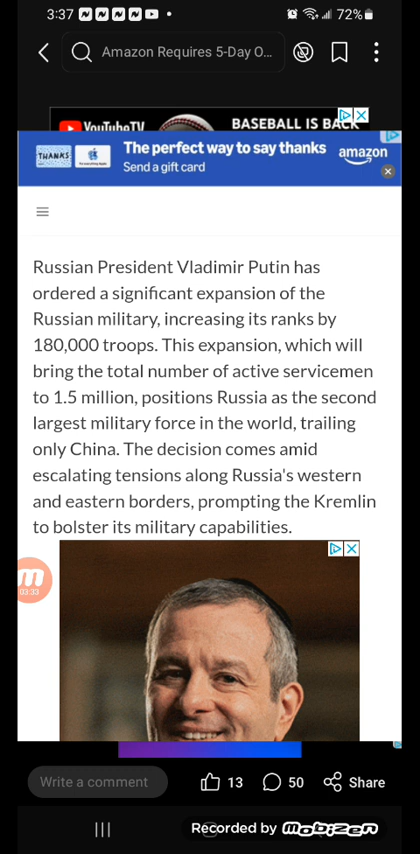 3:37
72%
Amazon Requires 5-Day O...
YouTubeTV
BASEBALL IS BACK
THANKS
The perfect way to say thanks
Send a gift card
amazon
Russian President Vladimir Putin has
ordered a significant expansion of the
Russian military, increasing its ranks by
180,000 troops. This expansion, which will
bring the total number of active servicemen
to 1.5 million, positions Russia as the second
largest military force in the world, trailing
only China. The decision comes amid
escalating tensions along Russia's western
and eastern borders, prompting the Kremlin
to bolster its military capabilities.
03:33
Write a comment
13
50
Share
Recorded by mobizen